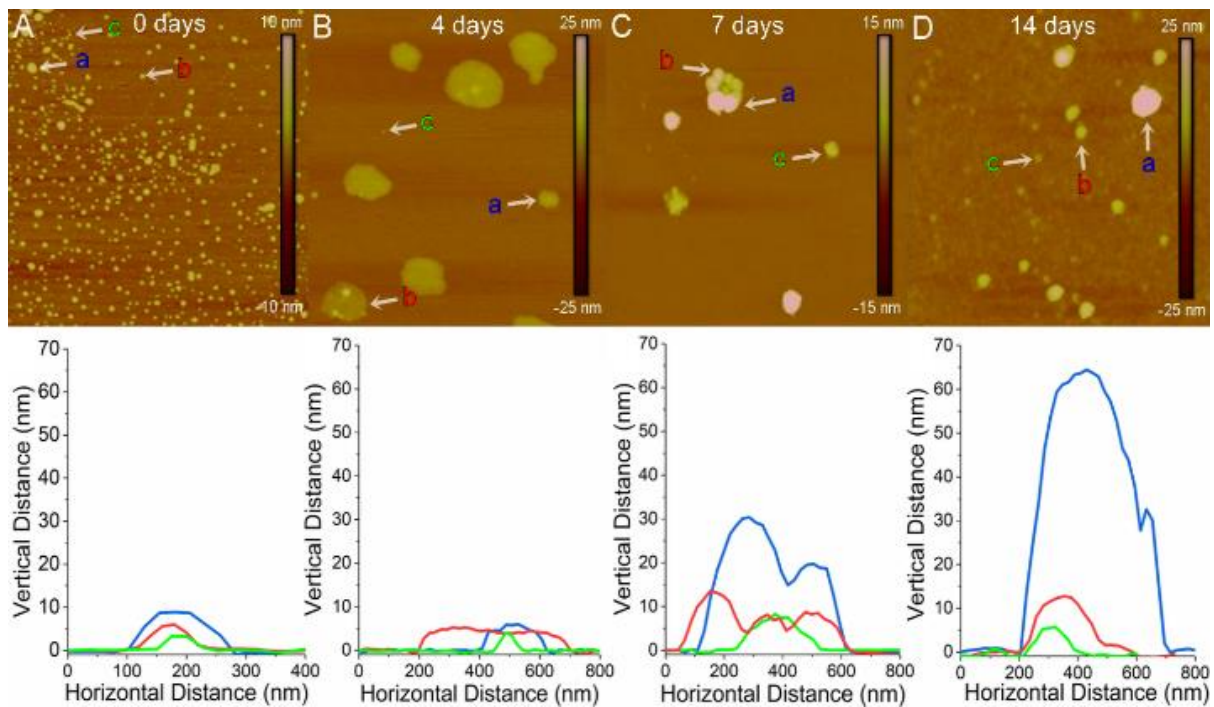 A 0 days 10 nm
c
a
b
-10 nm
B 4 days 25 nm
c
a
b
-25 nm
C 7 days 15 nm
b
a
c
-15 nm
D 14 days 25 nm
c
b
a
-25 nm
Vertical Distance (nm)
70
60
50
40
30
20
10
0
0 100 200 300 400
Horizontal Distance (nm)
Vertical Distance (nm)
70
60
50
40
30
20
10
0
0 200 400 600 800
Horizontal Distance (nm)
Vertical Distance (nm)
70
60
50
40
30
20
10
0
0 200 400 600 800
Horizontal Distance (nm)
Vertical Distance (nm)
70
60
50
40
30
20
10
0
0 200 400 600 800
Horizontal Distance (nm)